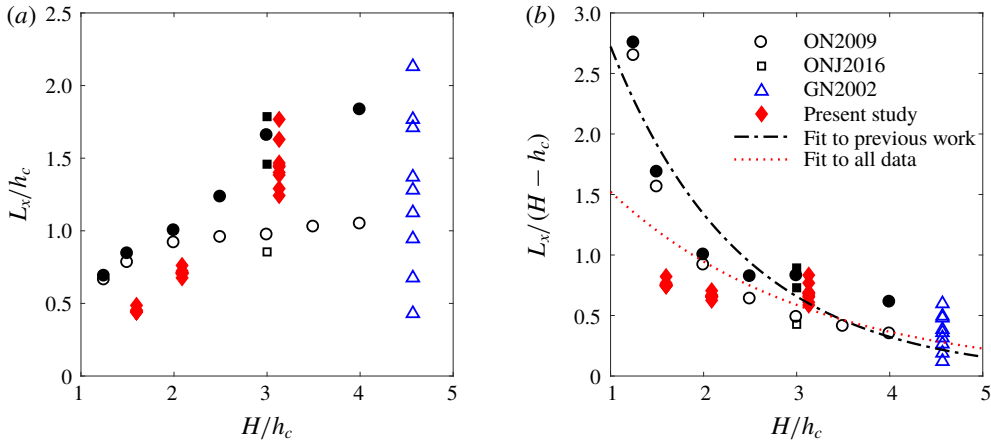 (a)
2.5
2.0
1.5
1.0
0.5
0
1
2
3
4
5
L_x/h_c
H/h_c
(b)
3.0
2.5
2.0
1.5
1.0
0.5
0
1
2
3
4
5
L_x/(H − h_c)
H/h_c
ON2009
ONJ2016
GN2002
Present study
Fit to previous work
Fit to all data